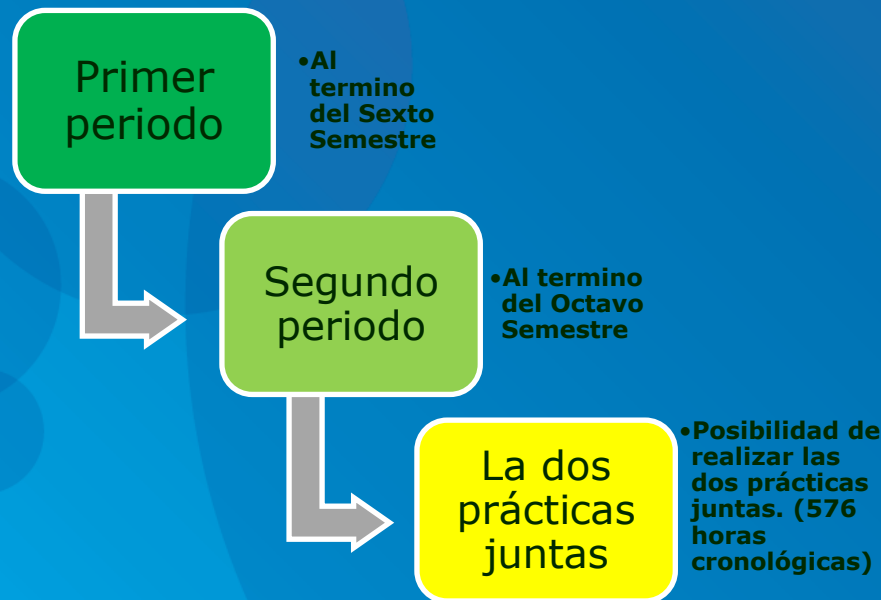 Primer
periodo
•Al
termino
del Sexto
Semestre
Segundo
periodo
•Al termino
del Octavo
Semestre
La dos
prácticas
juntas
•Posibilidad de
realizar las
dos prácticas
juntas. (576
horas
cronológicas)